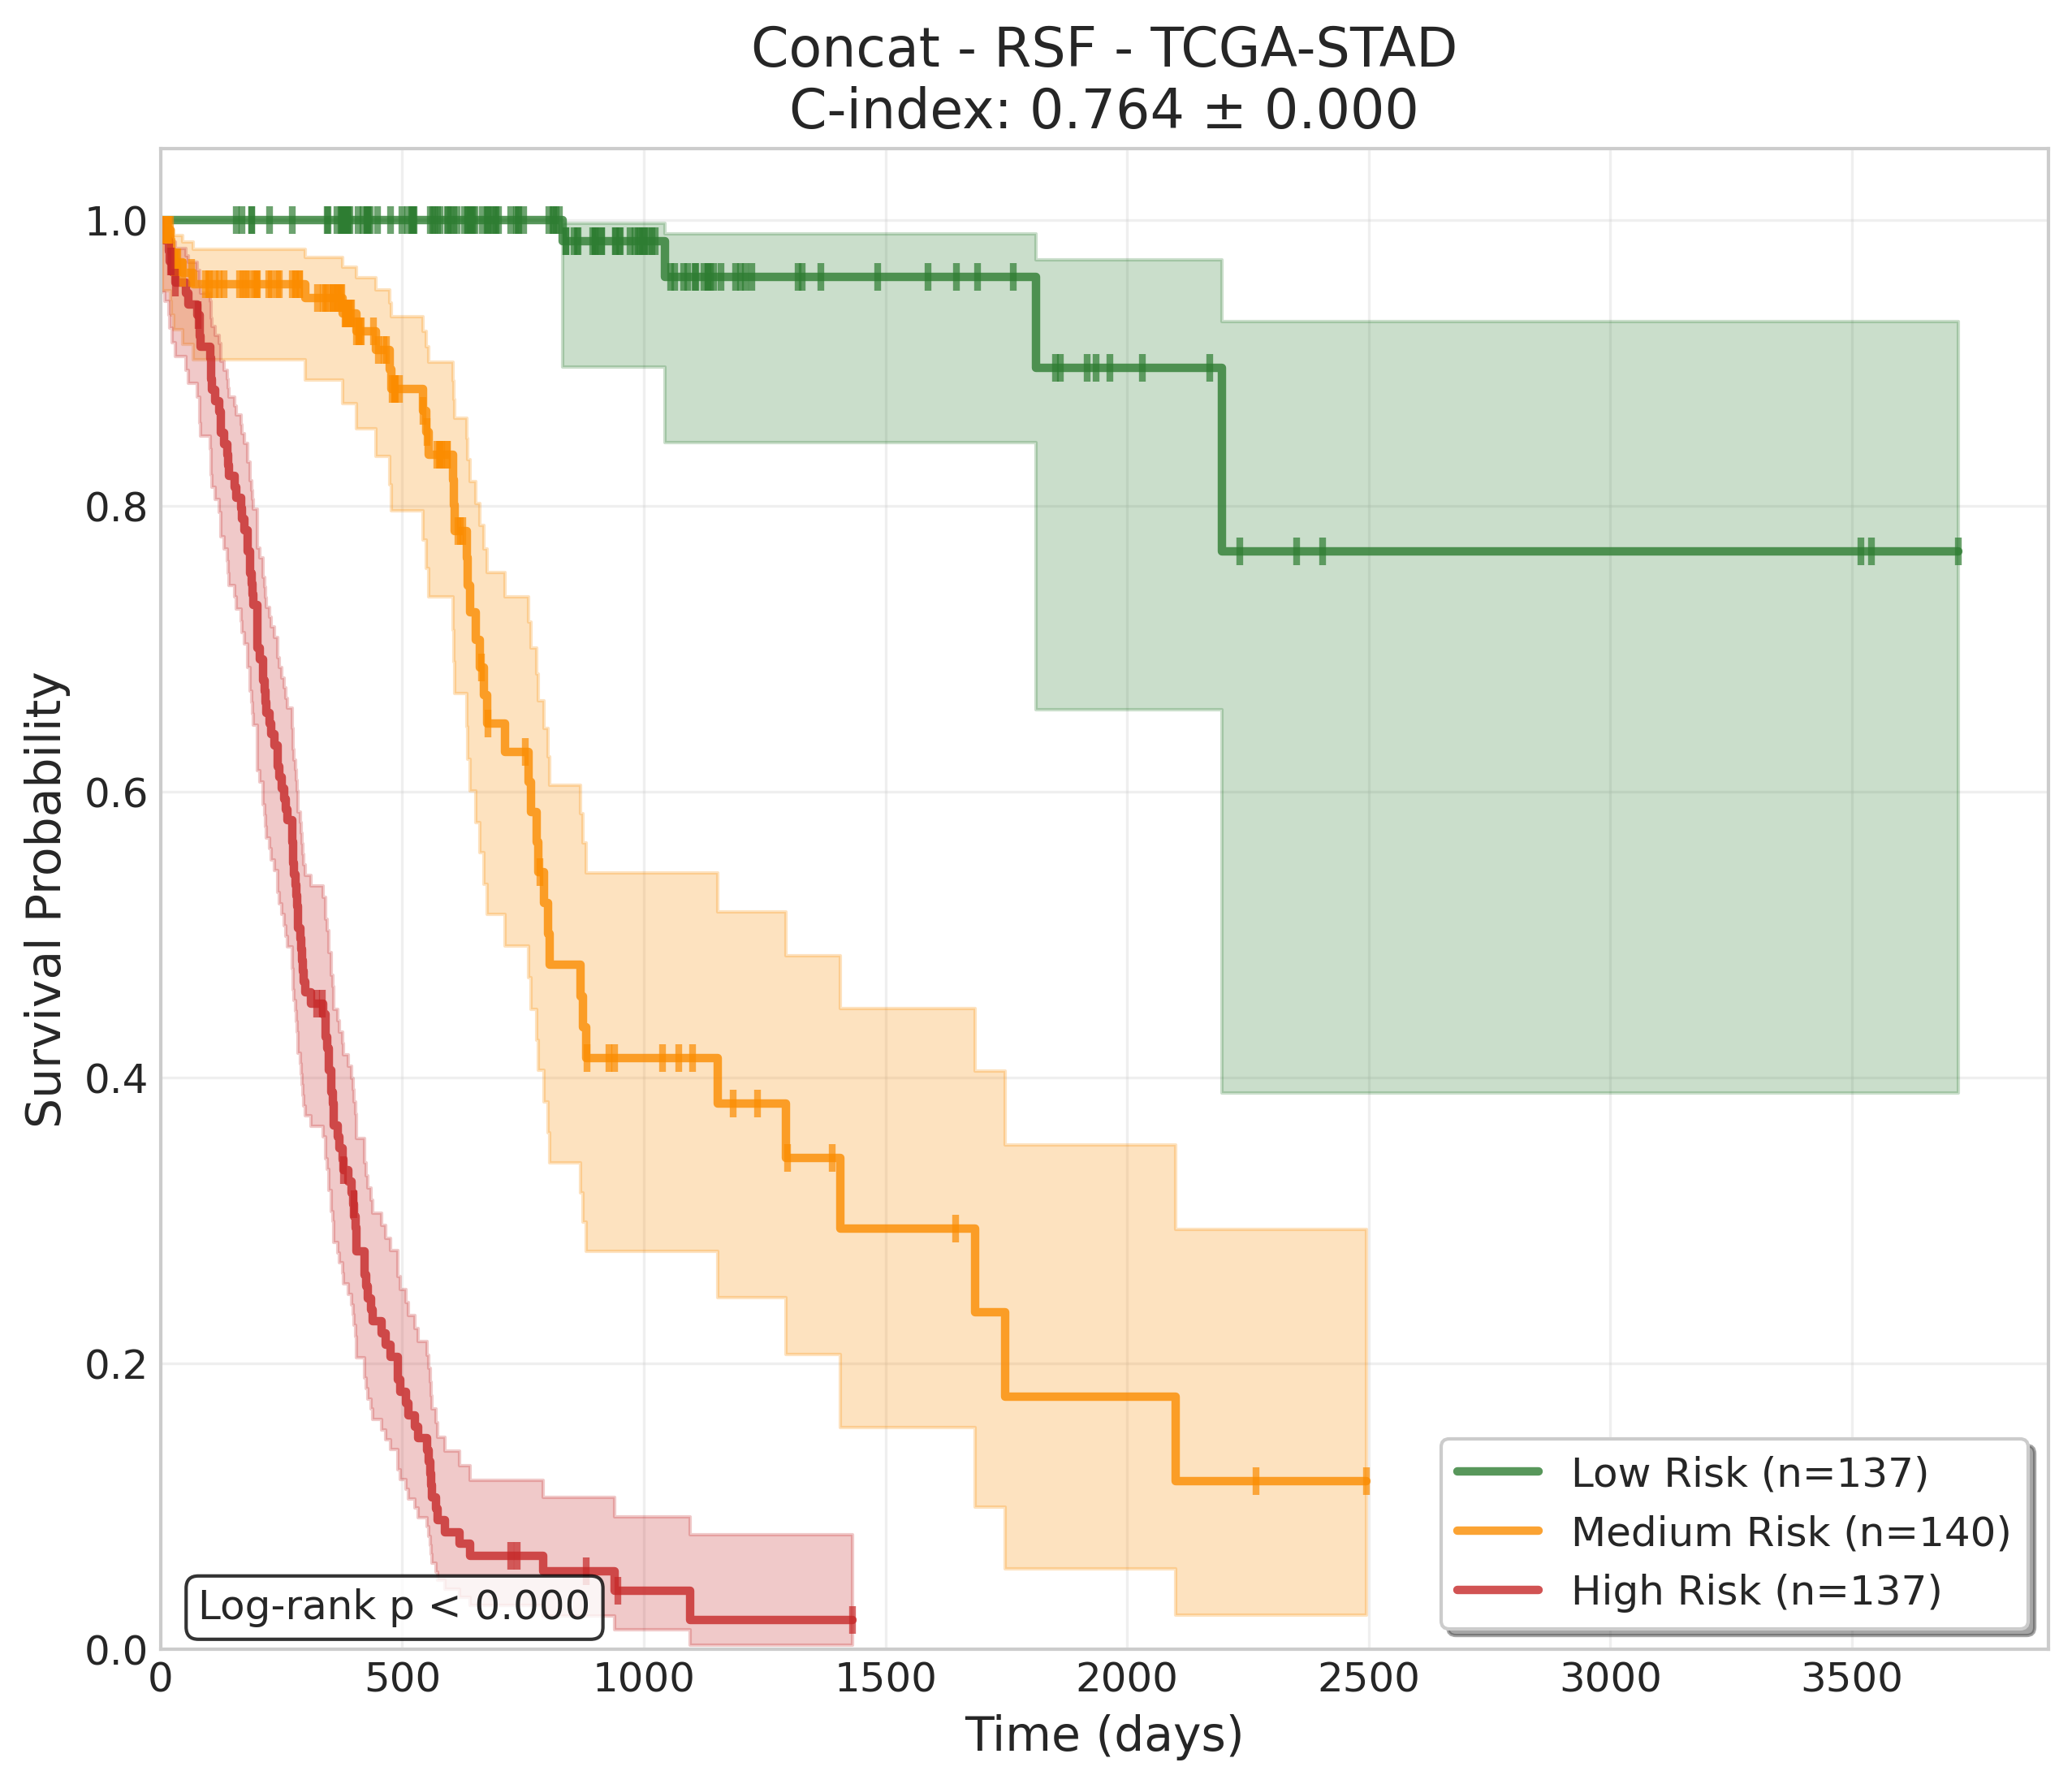 Concat - RSF - TCGA-STAD
C-index: 0.764 ± 0.000
Survival Probability
1.0
0.8
0.6
0.4
0.2
0.0
Log-rank p < 0.000
Low Risk (n=137)
Medium Risk (n=140)
High Risk (n=137)
0 500 1000 1500 2000 2500 3000 3500
Time (days)